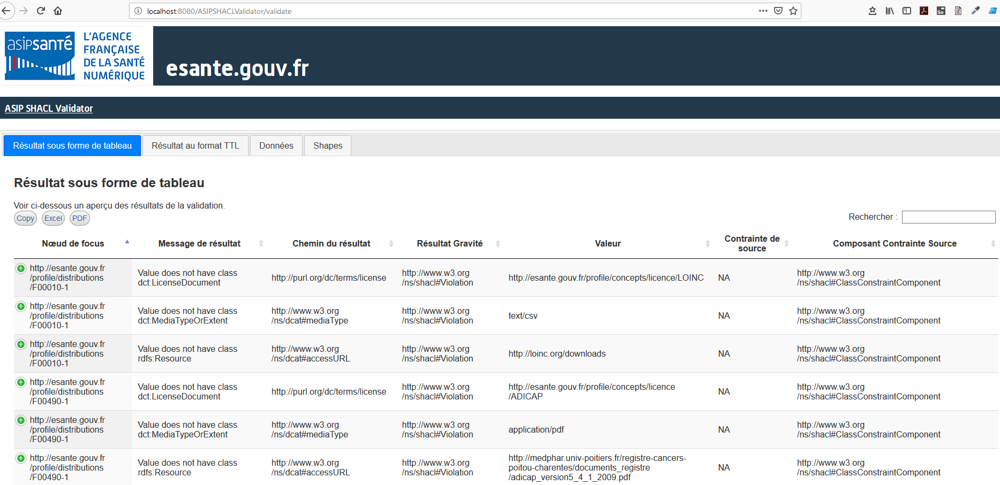 localhost:8080/ASIPSHACLValidator/validate
asipsanté
L'AGENCE
FRANÇAISE
DE LA SANTÉ
NUMÉRIQUE
esante.gouv.fr
ASIP SHACL Validator
Résultat sous forme de tableau
Résultat au format TTL
Données
Shapes
Résultat sous forme de tableau
Voir ci-dessous un aperçu des résultats de la validation.
Copy
Excel
PDF
Rechercher :
Nœud de focus
Message de résultat
Chemin du résultat
Résultat Gravité
Valeur
Contrainte de
source
Composant Contrainte Source
http://esante.gouv.fr
/profile/distributions
/F00010-1
Value does not have class
dct:LicenseDocument
http://purl.org/dc/terms/license
http://www.w3.org
/ns/shacl#Violation
http://esante.gouv.fr/profile/concepts/licence/LOINC
NA
http://www.w3.org
/ns/shacl#ClassConstraintComponent
http://esante.gouv.fr
/profile/distributions
/F00010-1
Value does not have class
dct:MediaTypeOrExtent
http://www.w3.org
/ns/dcat#mediaType
http://www.w3.org
/ns/shacl#Violation
text/csv
NA
http://www.w3.org
/ns/shacl#ClassConstraintComponent
http://esante.gouv.fr
/profile/distributions
/F00010-1
Value does not have class
rdfs:Resource
http://www.w3.org
/ns/dcat#accessURL
http://www.w3.org
/ns/shacl#Violation
http://loinc.org/downloads
NA
http://www.w3.org
/ns/shacl#ClassConstraintComponent
http://esante.gouv.fr
/profile/distributions
/F00490-1
Value does not have class
dct:LicenseDocument
http://purl.org/dc/terms/license
http://www.w3.org
/ns/shacl#Violation
http://esante.gouv.fr/profile/concepts/licence
/ADICAP
NA
http://www.w3.org
/ns/shacl#ClassConstraintComponent
http://esante.gouv.fr
/profile/distributions
/F00490-1
Value does not have class
dct:MediaTypeOrExtent
http://www.w3.org
/ns/dcat#mediaType
http://www.w3.org
/ns/shacl#Violation
application/pdf
NA
http://www.w3.org
/ns/shacl#ClassConstraintComponent
http://esante.gouv.fr
/profile/distributions
/F00490-1
Value does not have class
rdfs:Resource
http://www.w3.org
/ns/dcat#accessURL
http://www.w3.org
/ns/shacl#Violation
http://medphar.univ-poitiers.fr/registre-cancers-
poitou-charentes/documents_registre
/adicap_version5_4_1_2009.pdf
NA
http://www.w3.org
/ns/shacl#ClassConstraintComponent